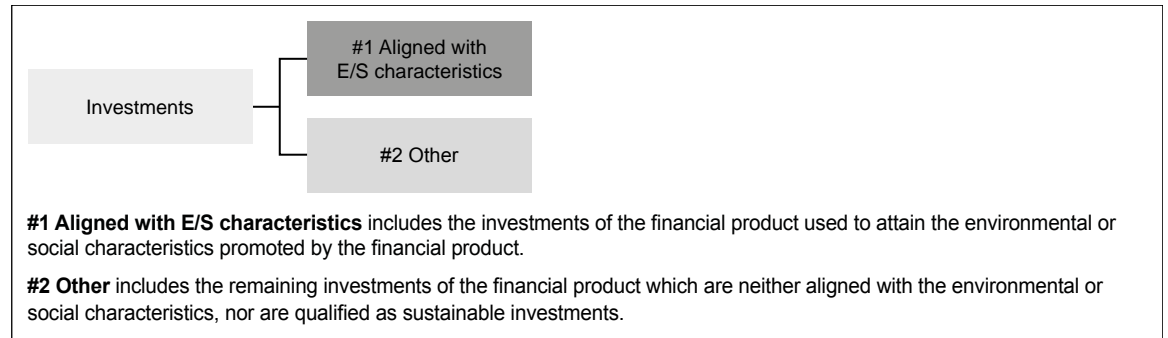 #1 Aligned with
E/S characteristics
Investments
#2 Other
#1 Aligned with E/S characteristics includes the investments of the financial product used to attain the environmental or
social characteristics promoted by the financial product.
#2 Other includes the remaining investments of the financial product which are neither aligned with the environmental or
social characteristics, nor are qualified as sustainable investments.